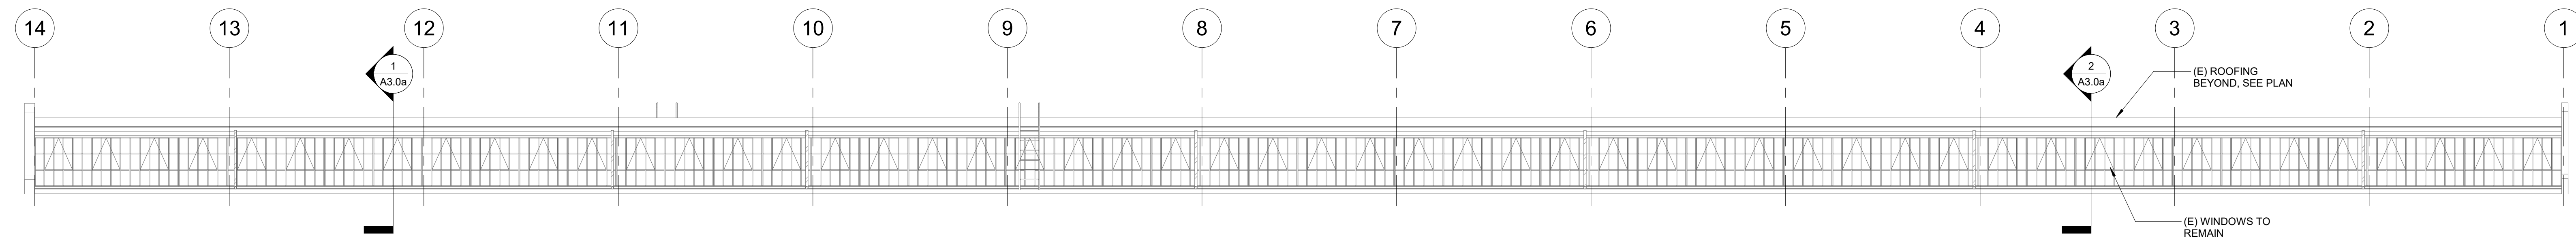 14
13
12
11
10
9
8
7
6
5
4
3
2
1
1
A3.0a
2
A3.0a
(E) ROOFING
BEYOND, SEE PLAN
(E) WINDOWS TO
REMAIN